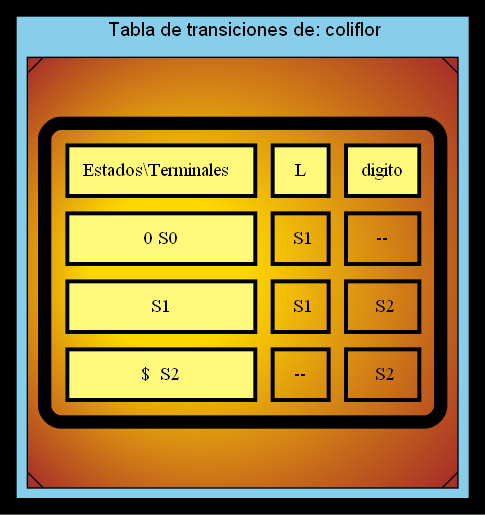 Tabla de transiciones de: coliflor
Estados\Terminales L digito
0 S0 S1 --
S1 S1 S2
$ S2 -- S2